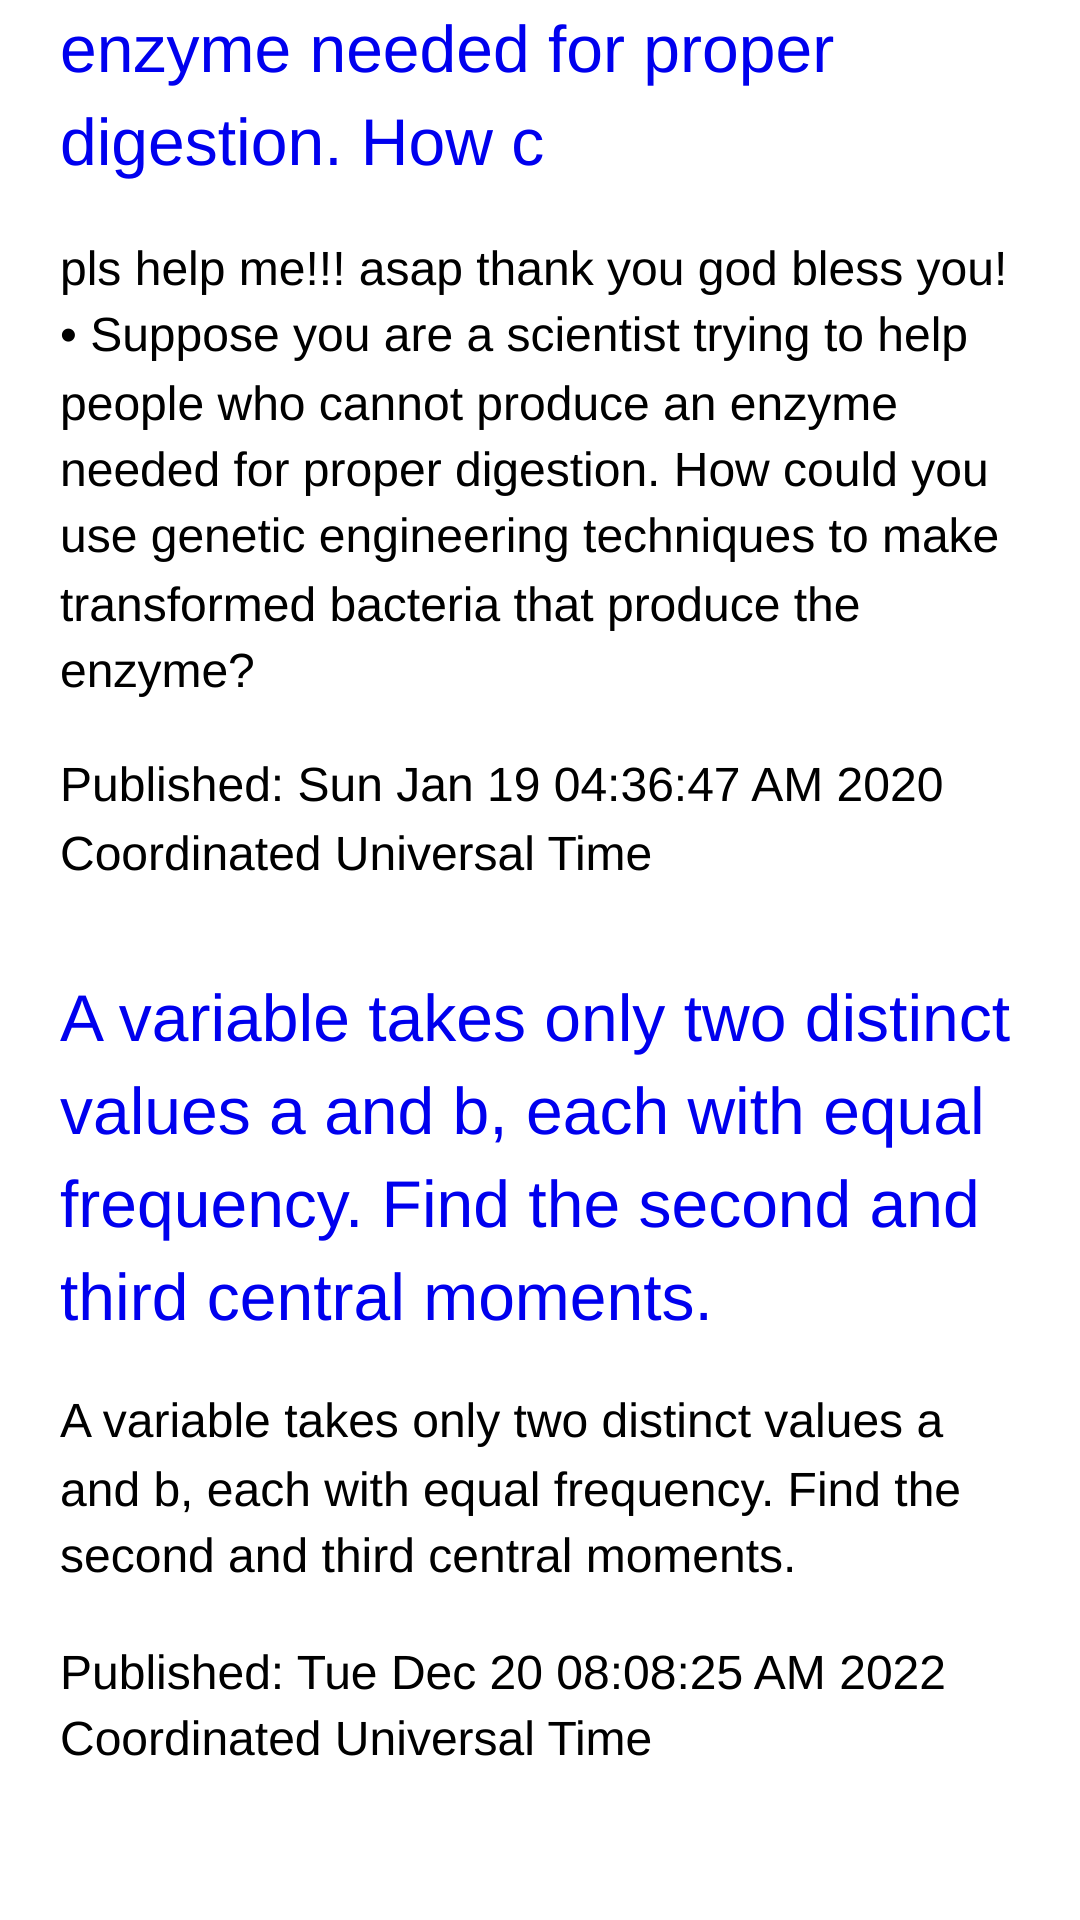 enzyme needed for proper
digestion. How c
pls help me!!! asap thank you god bless you!
• Suppose you are a scientist trying to help
people who cannot produce an enzyme
needed for proper digestion. How could you
use genetic engineering techniques to make
transformed bacteria that produce the
enzyme?
Published: Sun Jan 19 04:36:47 AM 2020
Coordinated Universal Time
A variable takes only two distinct
values a and b, each with equal
frequency. Find the second and
third central moments.
A variable takes only two distinct values a
and b, each with equal frequency. Find the
second and third central moments.
Published: Tue Dec 20 08:08:25 AM 2022
Coordinated Universal Time